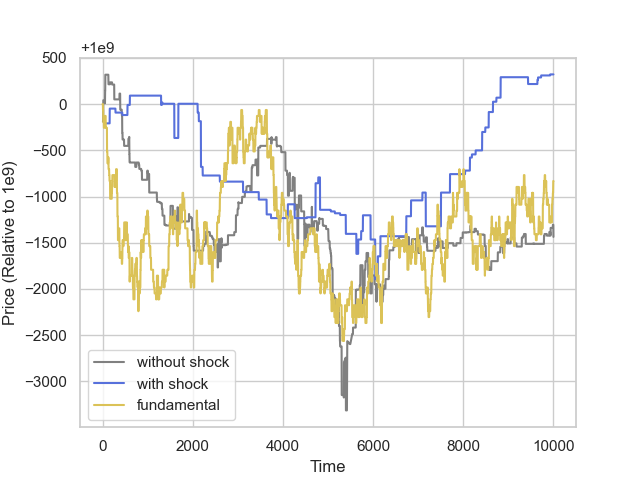 +1e9
500
0
−500
−1000
−1500
−2000
−2500
−3000
Price (Relative to 1e9)
without shock
with shock
fundamental
0 2000 4000 6000 8000 10000
Time